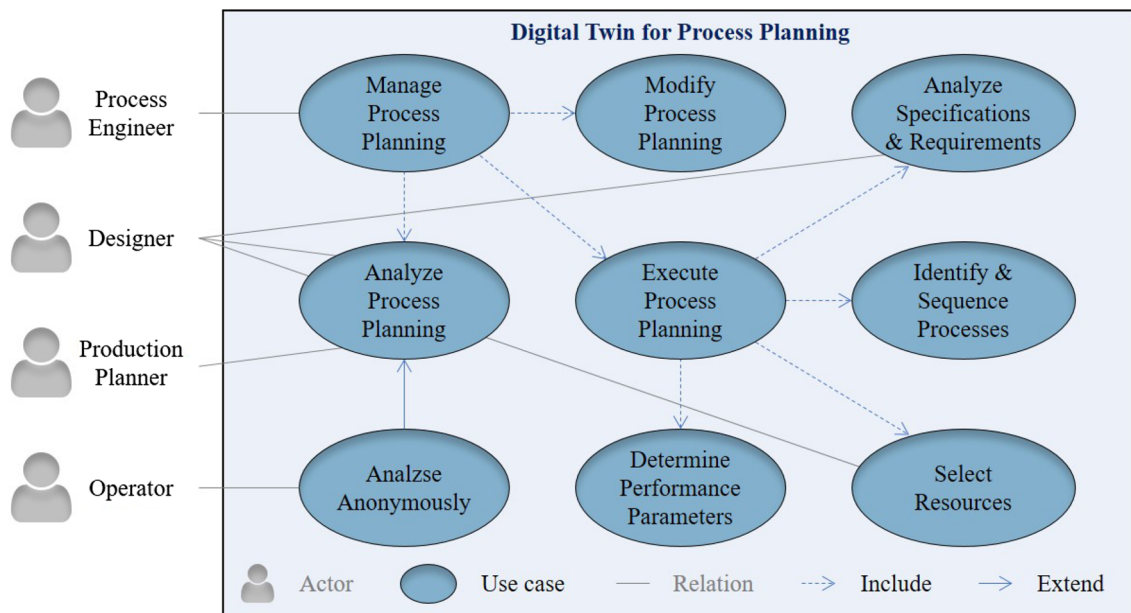 Digital Twin for Process Planning
Process
Engineer
Manage
Process
Planning
Modify
Process
Planning
Analyze
Specifications
& Requirements
Designer
Analyze
Process
Planning
Execute
Process
Planning
Identify &
Sequence
Processes
Production
Planner
Operator
Analzse
Anonymously
Determine
Performance
Parameters
Select
Resources
Actor
Use case
Relation
Include
Extend